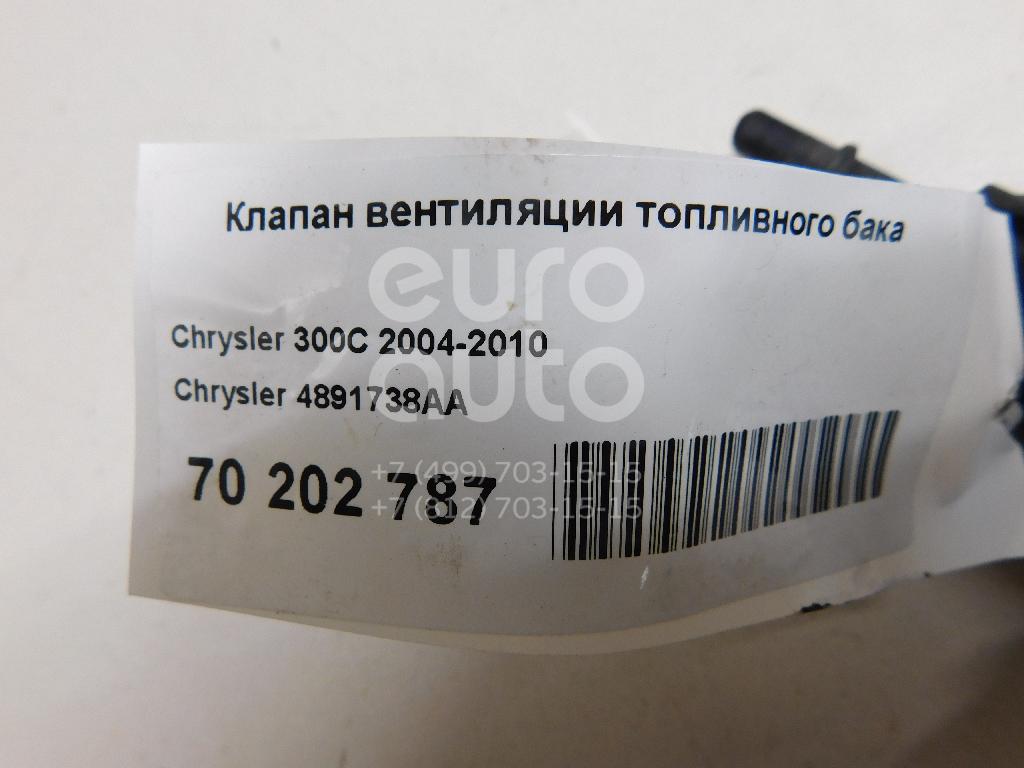 Клапан вентиляции топливного бака
euro
auto
Chrysler 300C 2004-2010
Chrysler 4891738AA
70 202 787
+7 (499) 703-15-15
+7 (812) 703-15-15